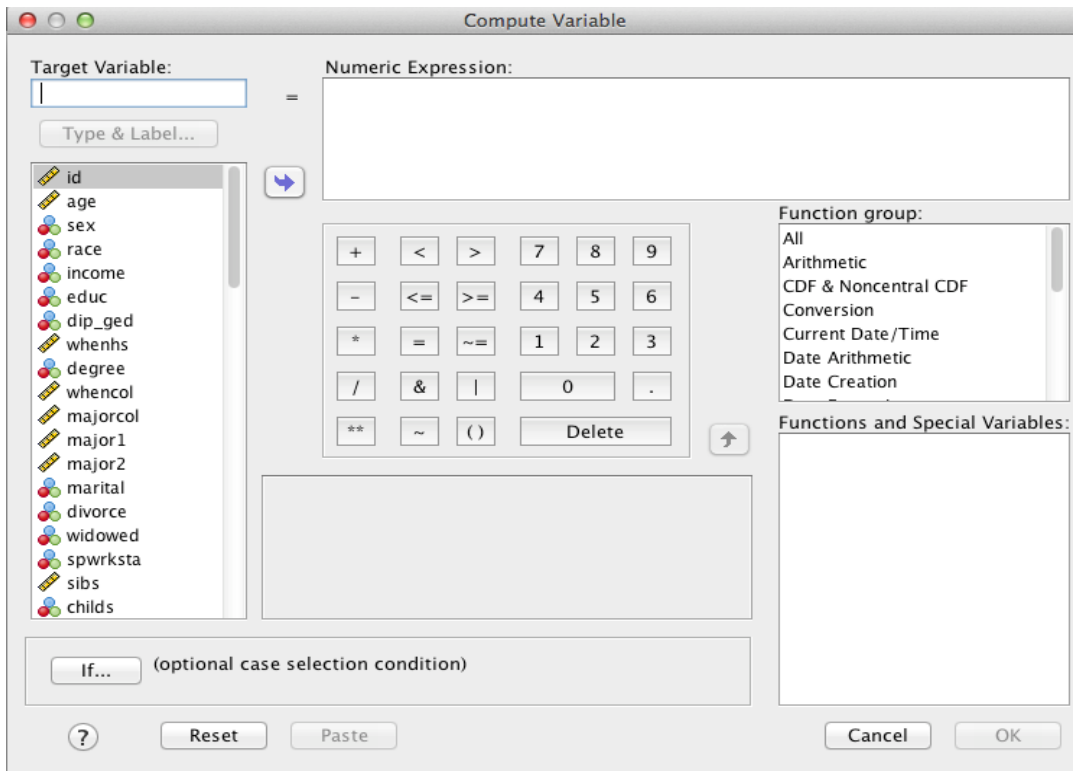 Compute Variable
Target Variable:
Numeric Expression:
=
Type & Label...
id
age
sex
race
income
educ
dip_ged
whenhs
degree
whencol
majorcol
major1
major2
marital
divorce
widowed
spwrksta
sibs
childs
+ < > 7 8 9
- <= >= 4 5 6
* = ~= 1 2 3
/ & | 0 .
** ~ () Delete
Function group:
All
Arithmetic
CDF & Noncentral CDF
Conversion
Current Date/Time
Date Arithmetic
Date Creation
Functions and Special Variables:
If... (optional case selection condition)
? Reset Paste Cancel OK